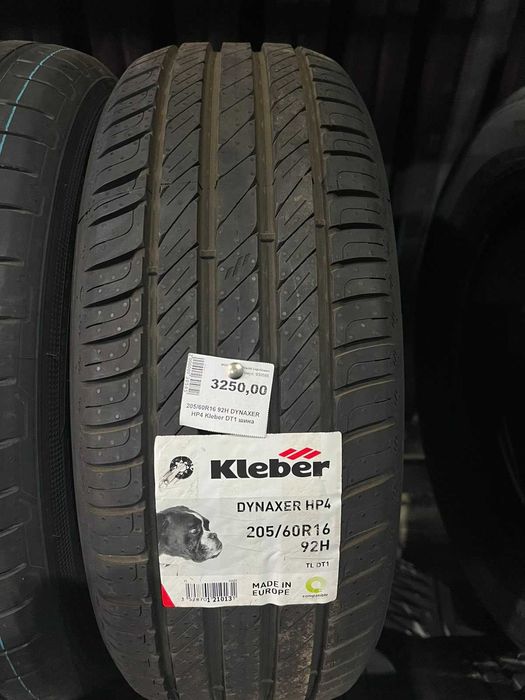 3250,00
205/60R16 92H DYNAXER
HP4 Kleber DT1 шина
Kleber
DYNAXER HP4
205/60R16
92H
TL DT1
MADE IN
EUROPE